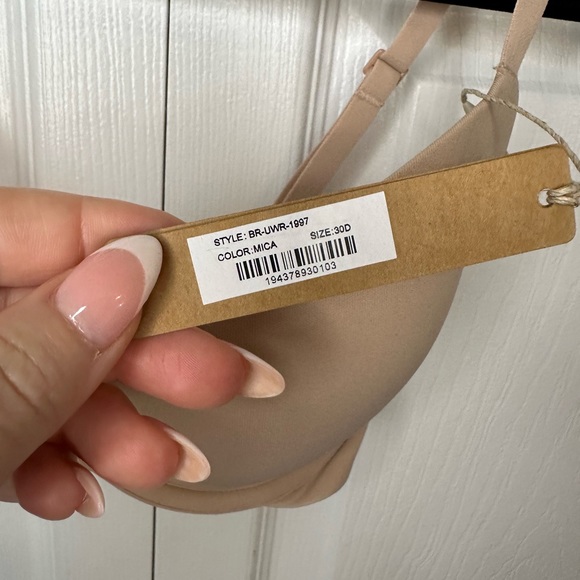 STYLE: BR-UWR-1997
COLOR:MICA SIZE:30D
194378930103